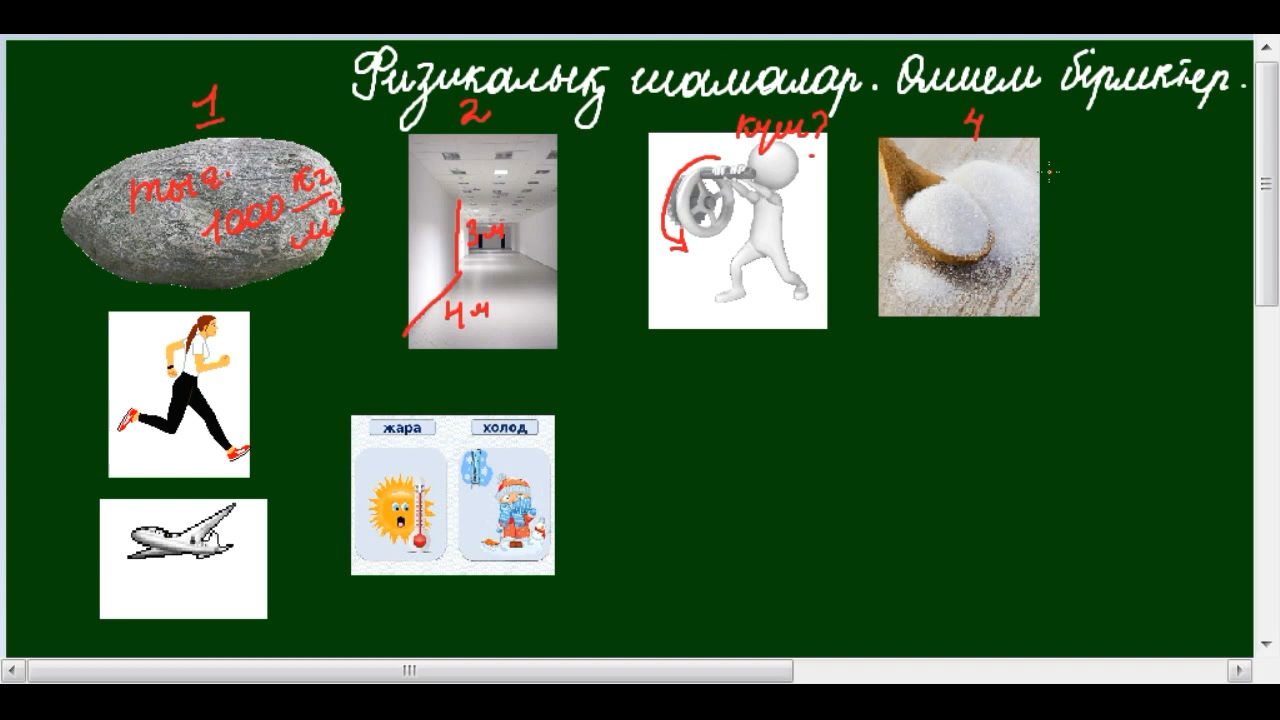 Физикалық шамалар. Өлшем бірліктер.
1
2
күш?
4
тығ.
1000 кг/м²
3 м
4 м
жара
холод